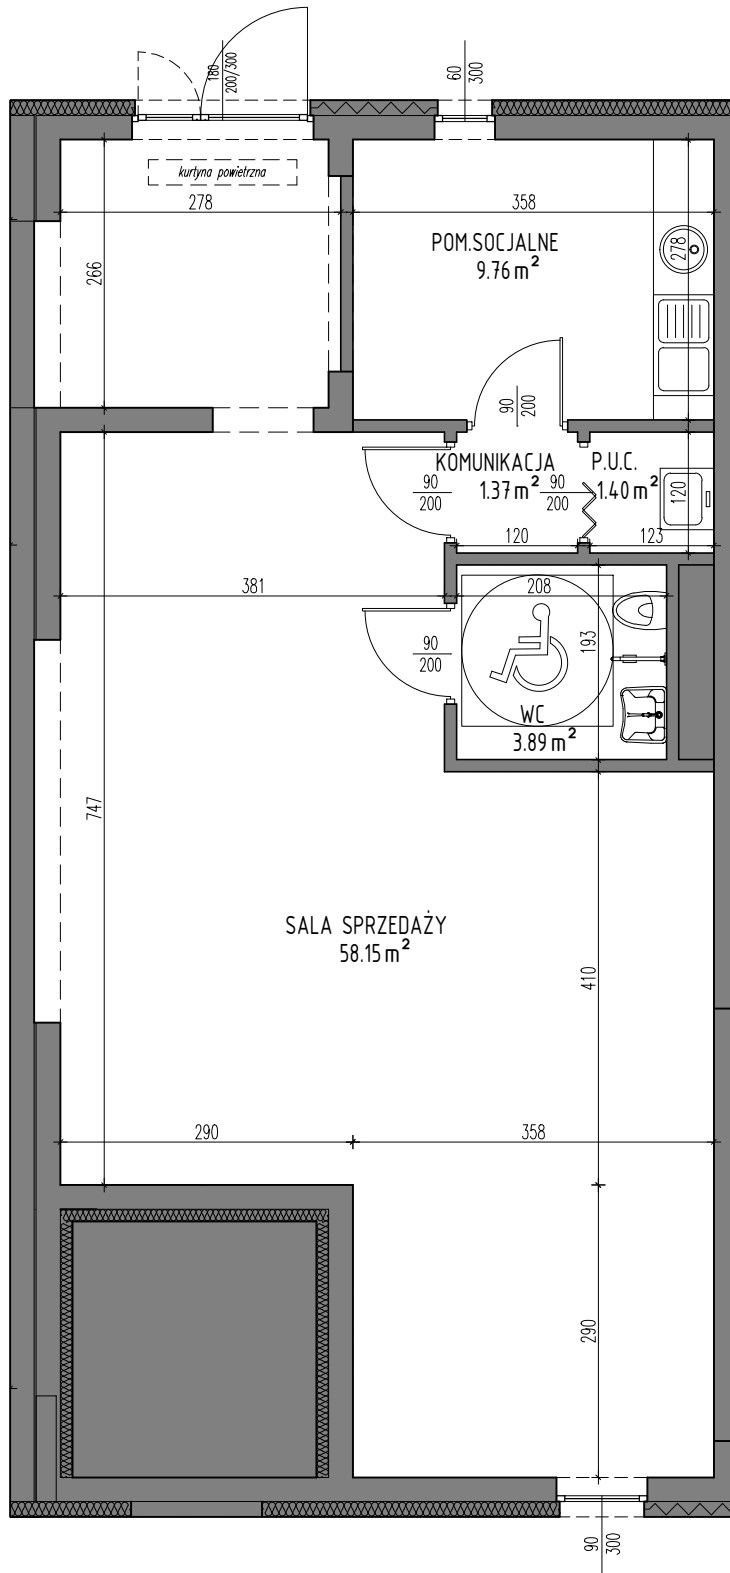 180
200/300
60
300
kurtyna powietrzna
278
358
POM.SOCJALNE
9.76 m²
278
266
90
200
KOMUNIKACJA
1.37 m²
P.U.C.
1.40 m²
90
200
90
200
120
120
123
381
208
193
90
200
WC
3.89 m²
747
SALA SPRZEDAŻY
58.15 m²
410
290
358
290
90
300